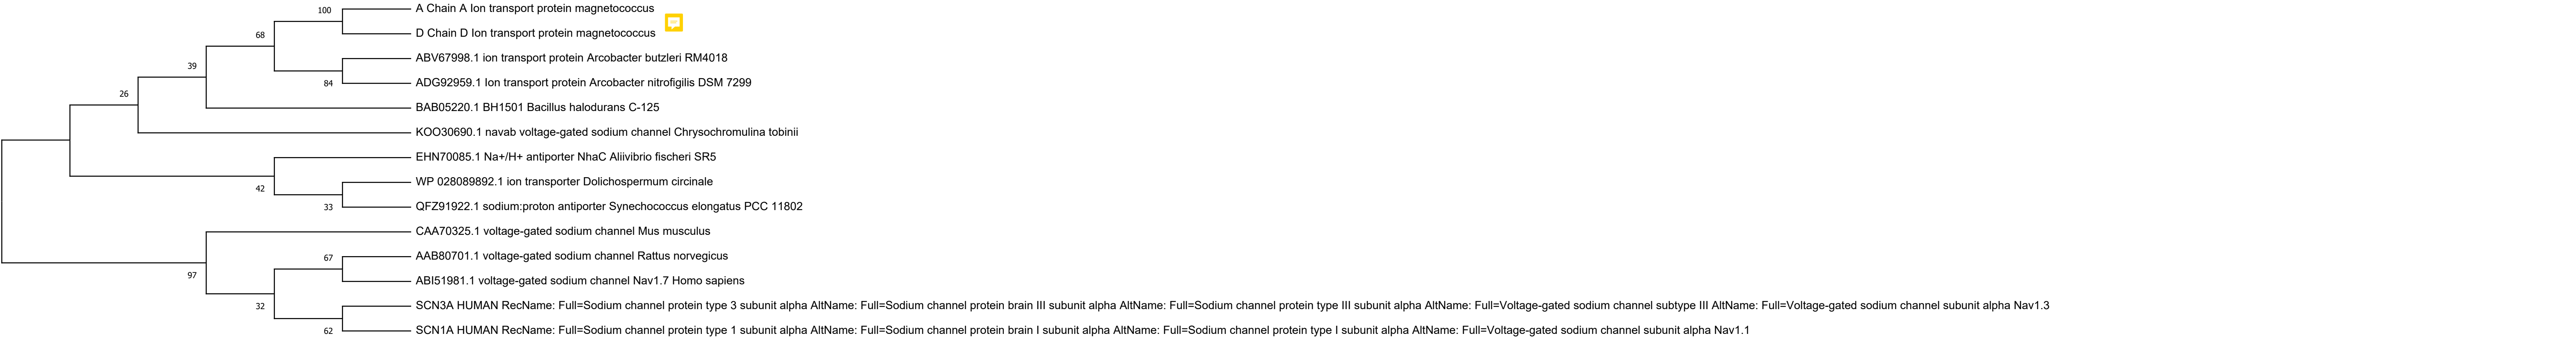 100
A Chain A Ion transport protein magnetococcus
D Chain D Ion transport protein magnetococcus
68
ABV67998.1 ion transport protein Arcobacter butzleri RM4018
39
ADG92959.1 Ion transport protein Arcobacter nitrofigilis DSM 7299
84
26
BAB05220.1 BH1501 Bacillus halodurans C-125
KOO30690.1 navab voltage-gated sodium channel Chrysochromulina tobinii
EHN70085.1 Na+/H+ antiporter NhaC Aliivibrio fischeri SR5
42
WP 028089892.1 ion transporter Dolichospermum circinale
33
QFZ91922.1 sodium:proton antiporter Synechococcus elongatus PCC 11802
CAA70325.1 voltage-gated sodium channel Mus musculus
67
AAB80701.1 voltage-gated sodium channel Rattus norvegicus
97
ABI51981.1 voltage-gated sodium channel Nav1.7 Homo sapiens
32
SCN3A HUMAN RecName: Full=Sodium channel protein type 3 subunit alpha AltName: Full=Sodium channel protein brain III subunit alpha AltName: Full=Sodium channel protein type III subunit alpha AltName: Full=Voltage-gated sodium channel subtype III AltName: Full=Voltage-gated sodium channel subunit alpha Nav1.3
62
SCN1A HUMAN RecName: Full=Sodium channel protein type 1 subunit alpha AltName: Full=Sodium channel protein brain I subunit alpha AltName: Full=Sodium channel protein type I subunit alpha AltName: Full=Voltage-gated sodium channel subunit alpha Nav1.1